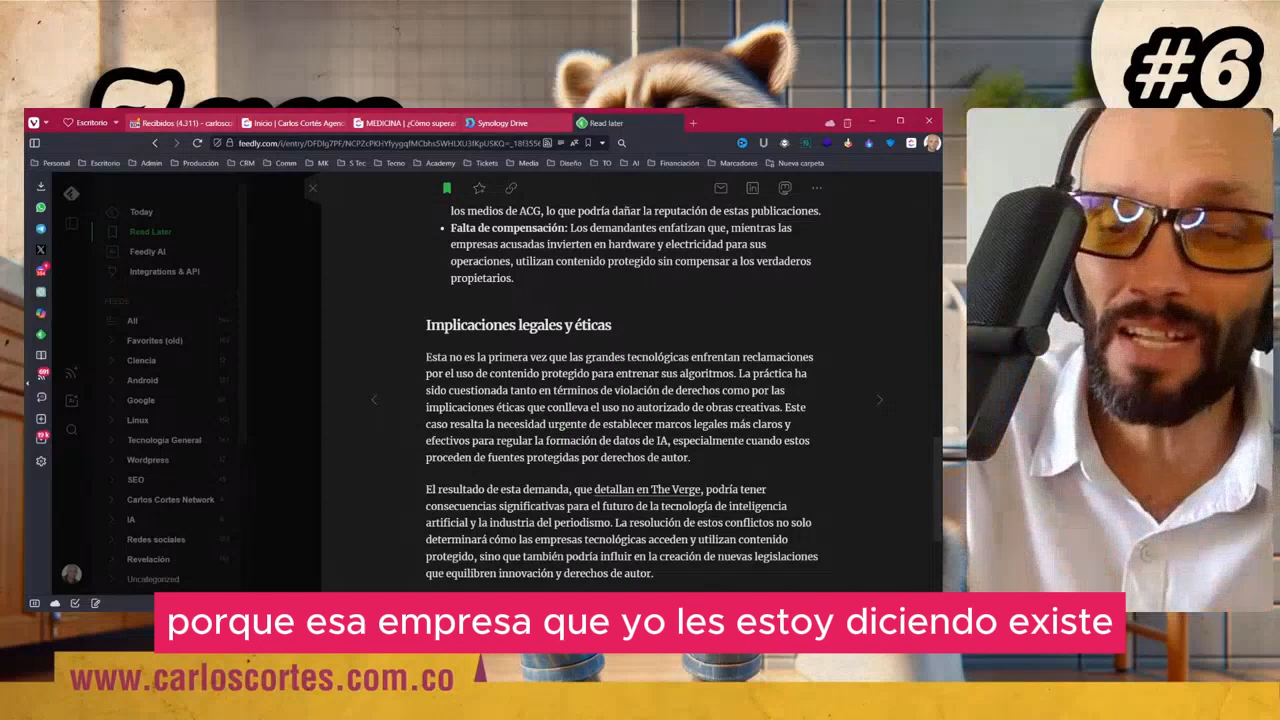 #6
Escritorio
Recibidos (4.311) - carlosco
Inicio | Carlos Cortés Agenc
MEDICINA | ¿Cómo supera
Synology Drive
Read later
feedly.com
Personal
Escritorio
Admin
Producción
CRM
Comm
MK
S Tec
Tecno
Academy
Tickets
Media
Diseño
TO
AI
Financiación
Marcadores
Nueva carpeta
Today
Read Later
Feedly AI
Integrations & API
FEEDS
All
Favorites (old)
Ciencia
Android
Google
Linux
Tecnología General
Wordpress
SEO
Carlos Cortes Network
IA
Redes sociales
Revelación
Uncategorized
los medios de ACG, lo que podría dañar la reputación de estas publicaciones.
• Falta de compensación: Los demandantes enfatizan que, mientras las
empresas acusadas invierten en hardware y electricidad para sus
operaciones, utilizan contenido protegido sin compensar a los verdaderos
propietarios.
Implicaciones legales y éticas
Esta no es la primera vez que las grandes tecnológicas enfrentan reclamaciones
por el uso de contenido protegido para entrenar sus algoritmos. La práctica ha
sido cuestionada tanto en términos de violación de derechos como por las
implicaciones éticas que conlleva el uso no autorizado de obras creativas. Este
caso resalta la necesidad urgente de establecer marcos legales más claros y
efectivos para regular la formación de datos de IA, especialmente cuando estos
proceden de fuentes protegidas por derechos de autor.
El resultado de esta demanda, que detallan en The Verge, podría tener
consecuencias significativas para el futuro de la tecnología de inteligencia
artificial y la industria del periodismo. La resolución de estos conflictos no solo
determinará cómo las empresas tecnológicas acceden y utilizan contenido
protegido, sino que también podría influir en la creación de nuevas legislaciones
que equilibren innovación y derechos de autor.
porque esa empresa que yo les estoy diciendo existe
www.carloscortes.com.co